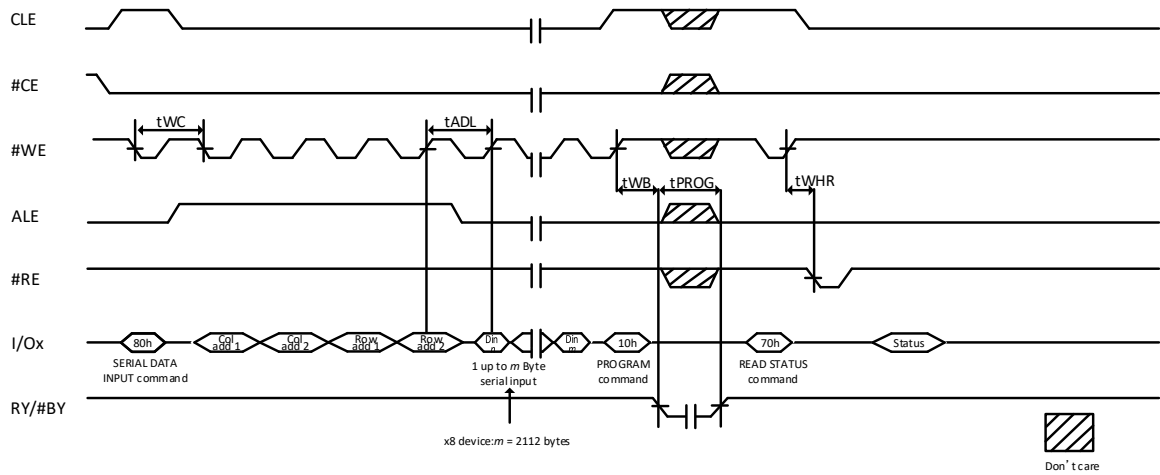 CLE
#CE
tWC
tADL
#WE
tWB
tPROG
tWHR
ALE
#RE
I/Ox
80h
Col
add 1
Col
add 2
Row
add 1
Row
add 2
Din
n
Din
m
10h
70h
Status
SERIAL DATA
INPUT command
1 up to m Byte
serial input
PROGRAM
command
READ STATUS
command
RY/#BY
x8 device:m = 2112 bytes
Don't care